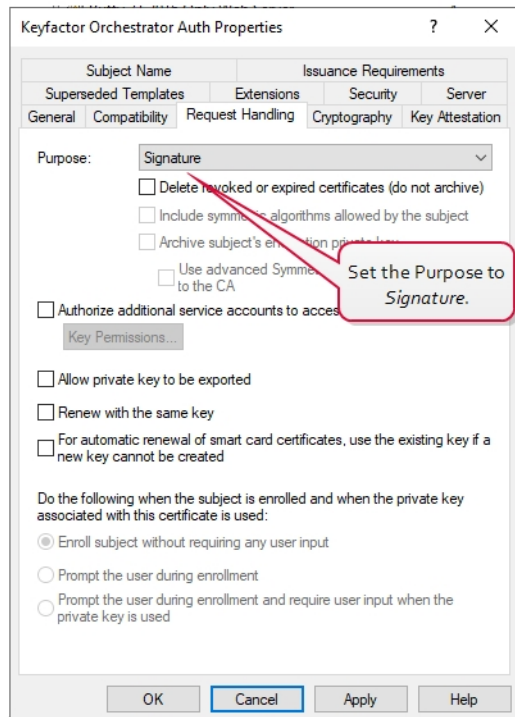 Keyfactor Orchestrator Auth Properties
?
Subject Name Issuance Requirements
Superseded Templates Extensions Security Server
General Compatibility Request Handling Cryptography Key Attestation
Purpose: Signature
Delete revoked or expired certificates (do not archive)
Include symmetric algorithms allowed by the subject
Archive subject's encryption private key
Use advanced
to the CA
Set the Purpose to
Signature.
Authorize additional service accounts to
Key Permissions...
Allow private key to be exported
Renew with the same key
For automatic renewal of smart card certificates, use the existing key if a
new key cannot be created
Do the following when the subject is enrolled and when the private key
associated with this certificate is used:
Enroll subject without requiring any user input
Prompt the user during enrollment
Prompt the user during enrollment and require user input when the
private key is used
OK Cancel Apply Help